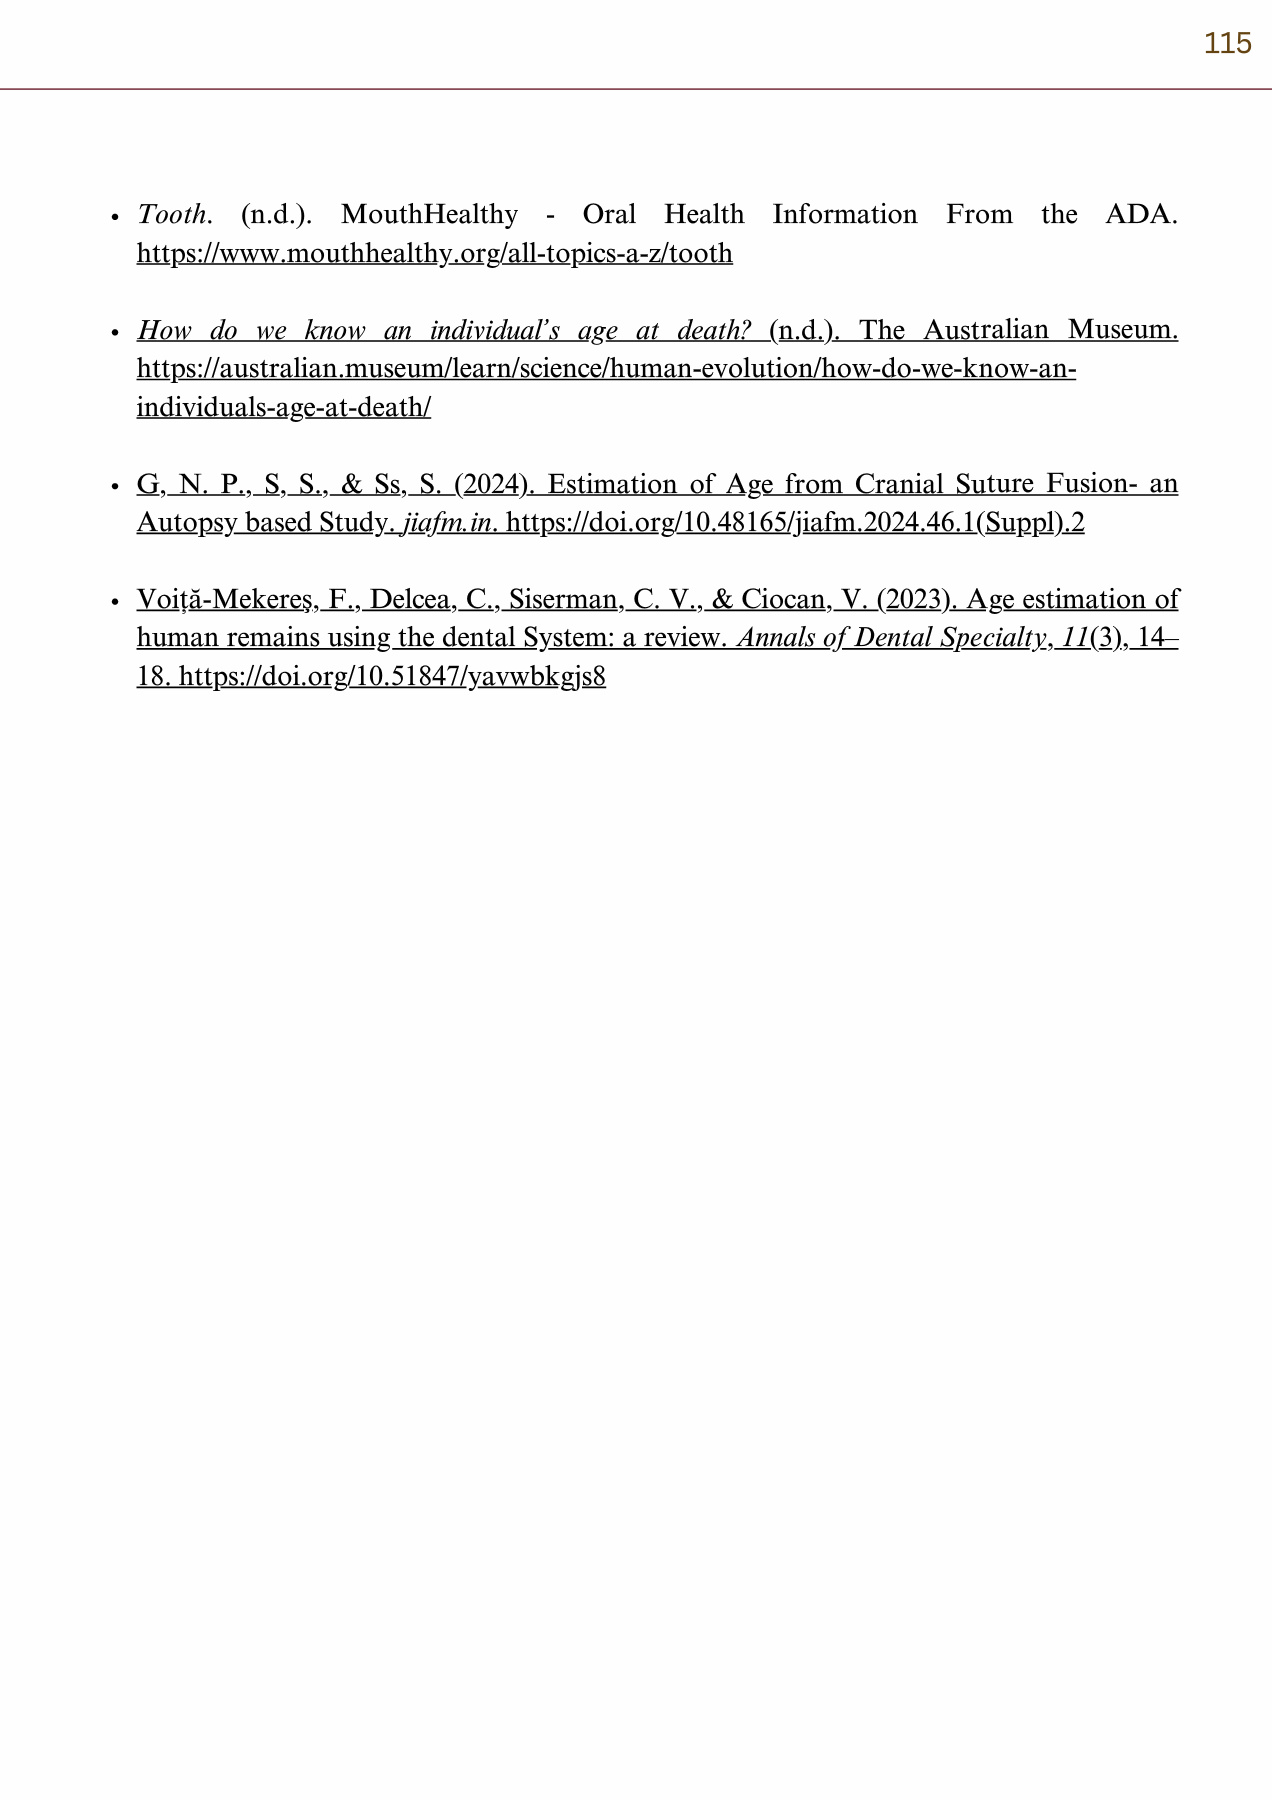 115
• Tooth. (n.d.). MouthHealthy - Oral Health Information From the ADA.
https://www.mouthhealthy.org/all-topics-a-z/tooth
• How do we know an individual’s age at death? (n.d.). The Australian Museum.
https://australian.museum/learn/science/human-evolution/how-do-we-know-an-
individuals-age-at-death/
• G, N. P., S, S., & Ss, S. (2024). Estimation of Age from Cranial Suture Fusion- an
Autopsy based Study. jiafm.in. https://doi.org/10.48165/jiafm.2024.46.1(Suppl).2
• Voiţă-Mekereş, F., Delcea, C., Siserman, C. V., & Ciocan, V. (2023). Age estimation of
human remains using the dental System: a review. Annals of Dental Specialty, 11(3), 14–
18. https://doi.org/10.51847/yavwbkgjs8